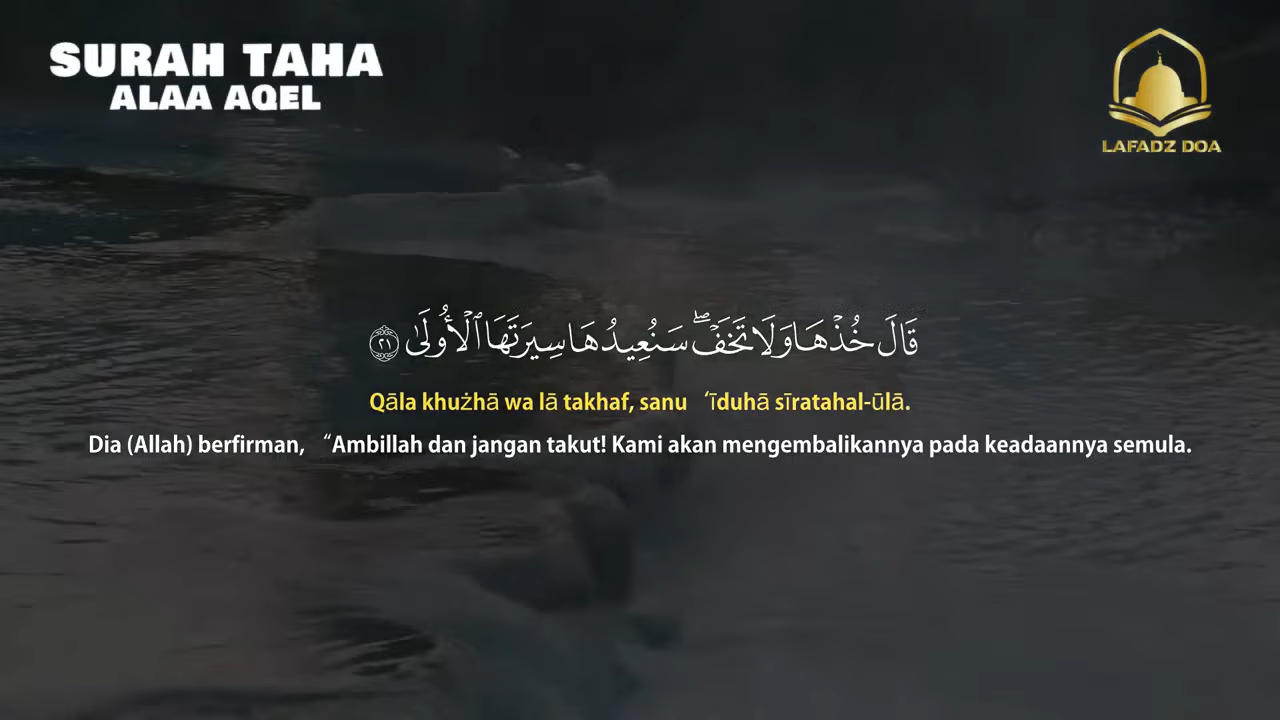 SURAH TAHA
ALAA AQEL
LAFADZ DOA
قَالَ خُذْهَا وَلَا تَخَفْ ۖ سَنُعِيدُهَا سِيرَتَهَا ٱلْأُولَىٰ ٢١
Qāla khużhā wa lā takhaf, sanu ‘īduhā sīratahal-ūlā.
Dia (Allah) berfirman, “Ambillah dan jangan takut! Kami akan mengembalikannya pada keadaannya semula.